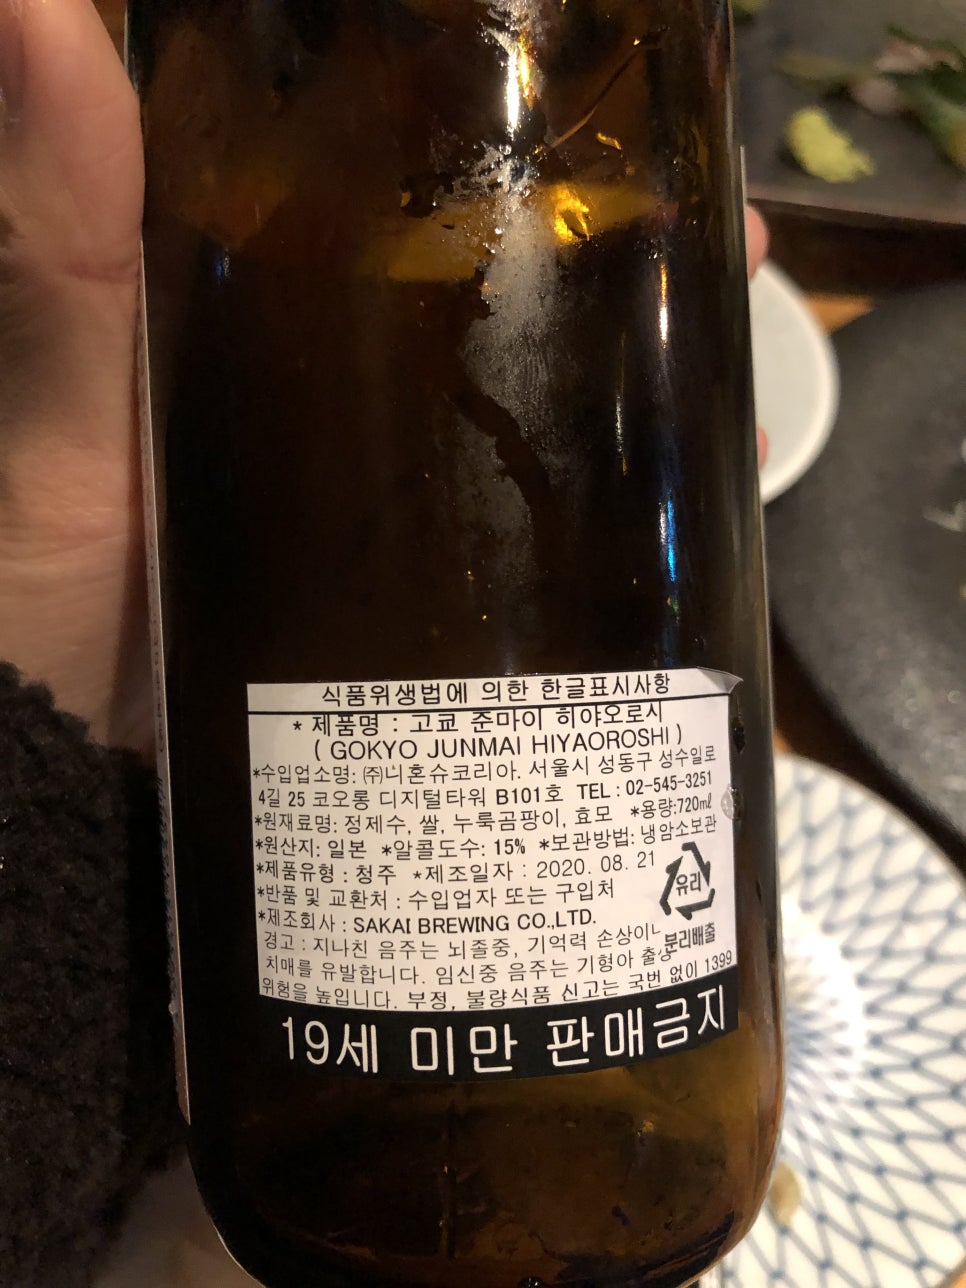 식품위생법에 의한 한글표시사항
* 제품명 : 고쿄 준마이 히야오로시
( GOKYO JUNMAI HIYAOROSHI )
*수입업소명: ㈜니혼슈코리아. 서울시 성동구 성수일로
4길 25 코오롱 디지털타워 B101호 TEL : 02-545-3251
*원재료명: 정제수, 쌀, 누룩곰팡이, 효모 *용량:720㎖
*원산지: 일본 *알콜도수: 15% *보관방법: 냉암소보관
*제품유형 : 청주 *제조일자 : 2020. 08. 21
*반품 및 교환처 : 수입업자 또는 구입처
*제조회사 : SAKAI BREWING CO.,LTD.
유리
분리배출
경고 : 지나친 음주는 뇌졸중, 기억력 손상이나
치매를 유발합니다. 임신중 음주는 기형아 출생
위험을 높입니다. 부정, 불량식품 신고는 국번 없이 1399
19세 미만 판매금지